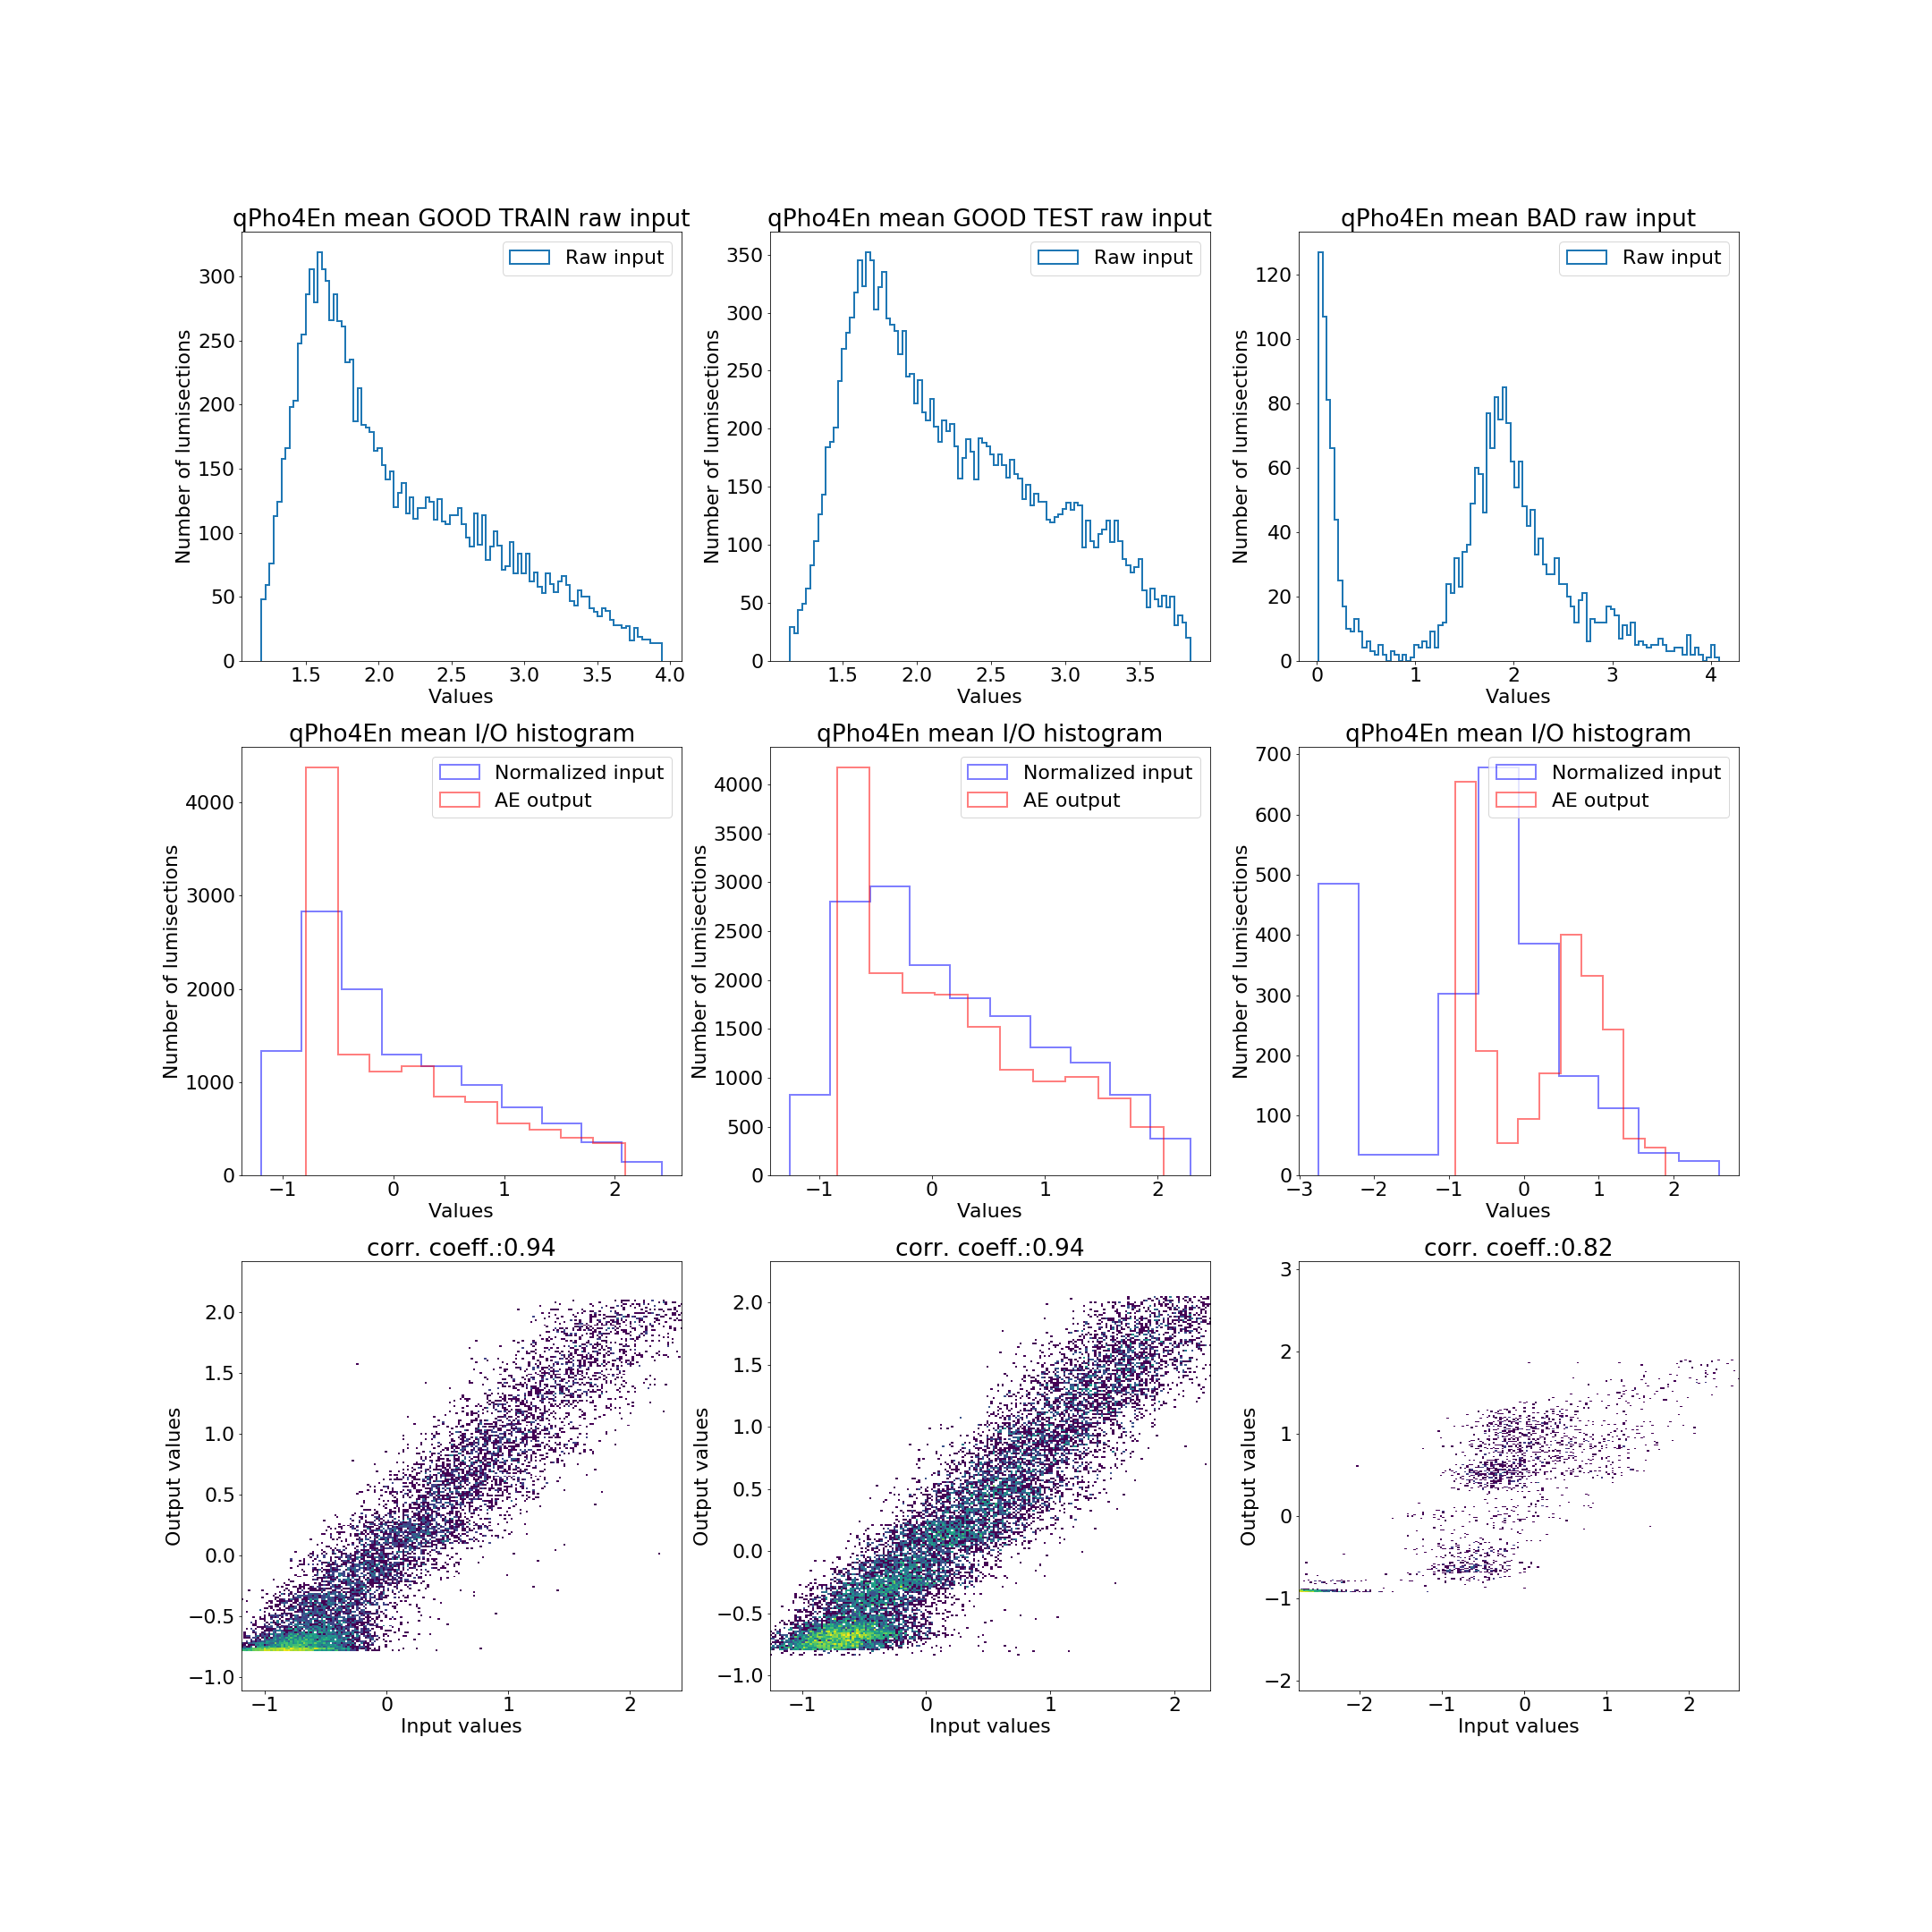 qPho4En mean GOOD TRAIN raw input
Raw input
Number of lumisections
300
250
200
150
100
50
0
1.5 2.0 2.5 3.0 3.5 4.0
Values
qPho4En mean GOOD TEST raw input
Raw input
Number of lumisections
350
300
250
200
150
100
50
0
1.5 2.0 2.5 3.0 3.5
Values
qPho4En mean BAD raw input
Raw input
Number of lumisections
120
100
80
60
40
20
0
0 1 2 3 4
Values
qPho4En mean I/O histogram
Normalized input
AE output
Number of lumisections
4000
3000
2000
1000
0
−1 0 1 2
Values
qPho4En mean I/O histogram
Normalized input
AE output
Number of lumisections
4000
3500
3000
2500
2000
1500
1000
500
0
−1 0 1 2
Values
qPho4En mean I/O histogram
Normalized input
AE output
Number of lumisections
700
600
500
400
300
200
100
0
−3 −2 −1 0 1 2
Values
corr. coeff.:0.94
Output values
2.0
1.5
1.0
0.5
0.0
−0.5
−1.0
−1 0 1 2
Input values
corr. coeff.:0.94
Output values
2.0
1.5
1.0
0.5
0.0
−0.5
−1.0
−1 0 1 2
Input values
corr. coeff.:0.82
Output values
3
2
1
0
−1
−2
−2 −1 0 1 2
Input values